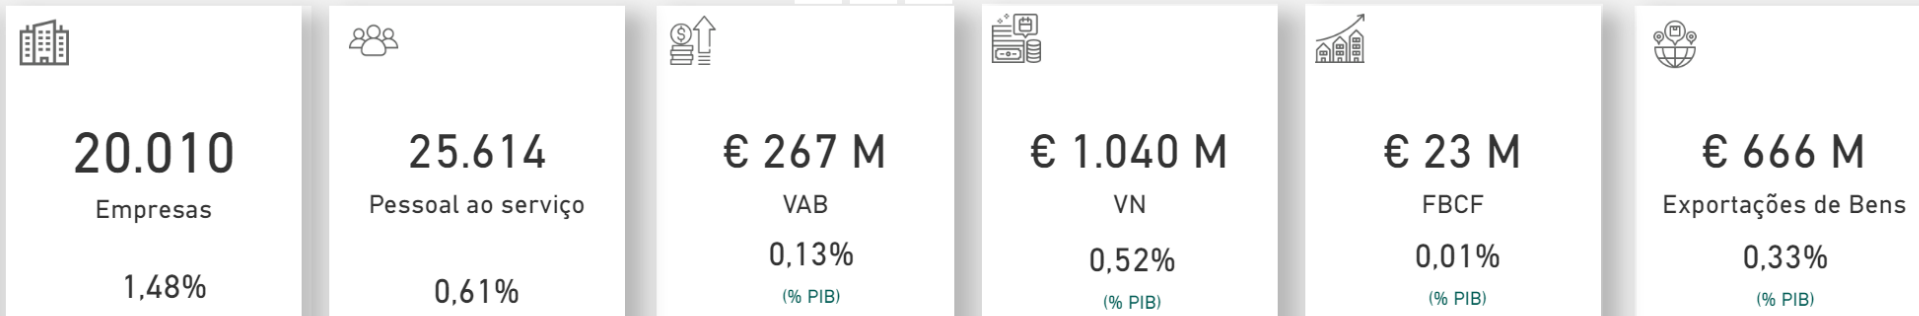 20.010
Empresas
1,48%
25.614
Pessoal ao serviço
0,61%
€ 267 M
VAB
0,13%
(% PIB)
€ 1.040 M
VN
0,52%
(% PIB)
€ 23 M
FBCF
0,01%
(% PIB)
€ 666 M
Exportações de Bens
0,33%
(% PIB)